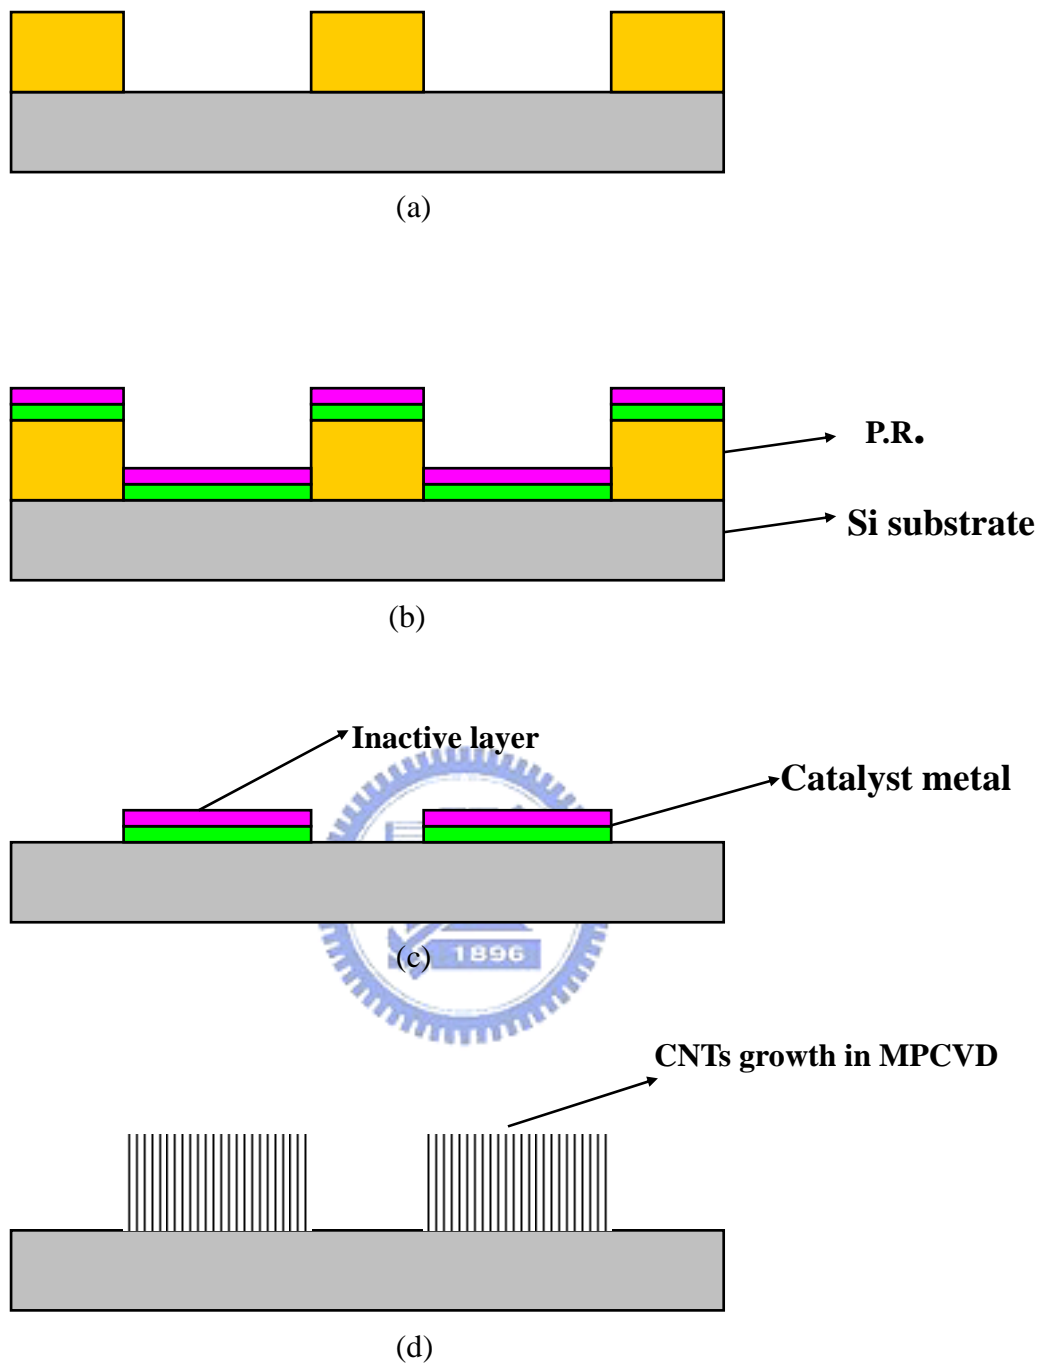 (a)
P.R.
Si substrate
(b)
Inactive layer
Catalyst metal
(c)
1896
CNTs growth in MPCVD
(d)